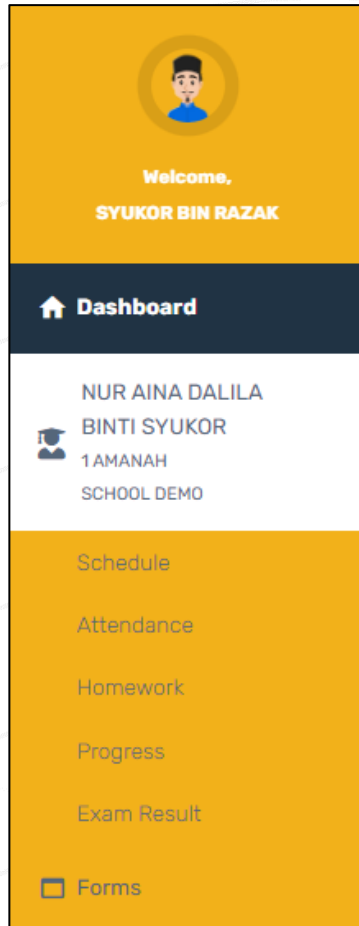 Welcome,
SYUKOR BIN RAZAK
Dashboard
NUR AINA DALILA
BINTI SYUKOR
1 AMANAH
SCHOOL DEMO
Schedule
Attendance
Homework
Progress
Exam Result
Forms